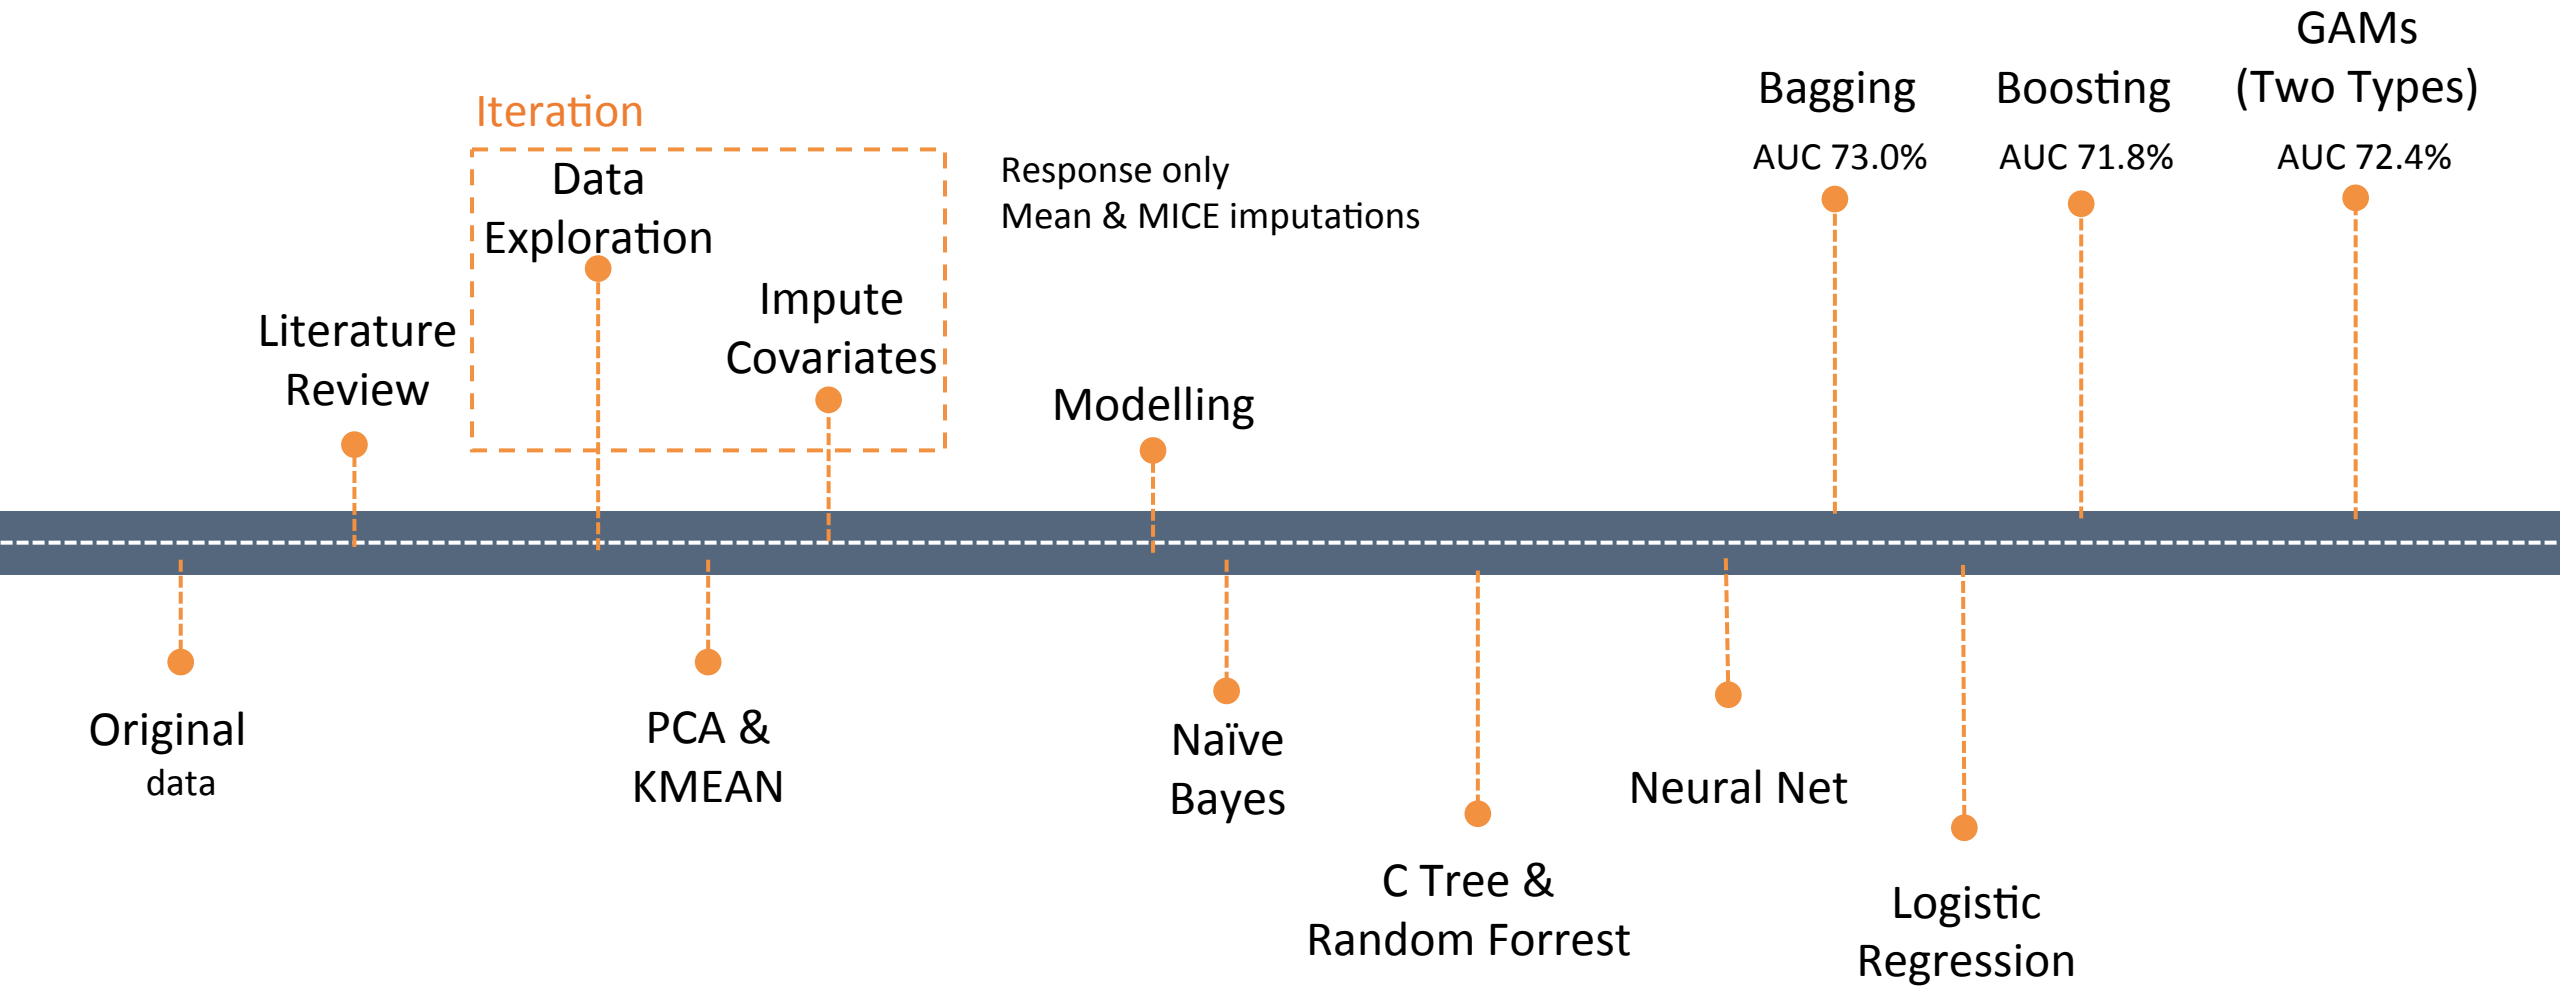 Original
data
Literature
Review
Iteration
Data
Exploration
PCA &
KMEAN
Impute
Covariates
Response only
Mean & MICE imputations
Modelling
Naïve
Bayes
C Tree &
Random Forrest
Neural Net
Bagging
AUC 73.0%
Logistic
Regression
Boosting
AUC 71.8%
GAMs
(Two Types)
AUC 72.4%